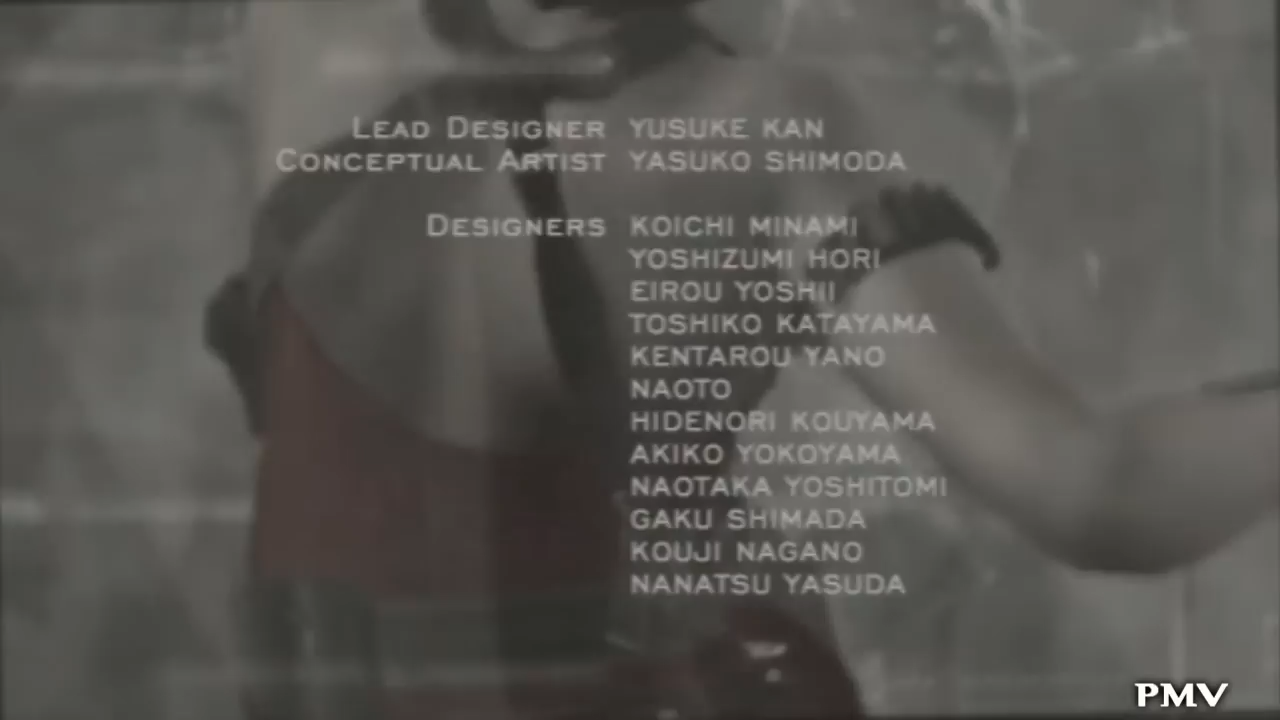 Lead Designer YUSUKE KAN
Conceptual Artist YASUKO SHIMODA
Designers KOICHI MINAMI
YOSHIZUMI HORI
EIROU YOSHII
TOSHIKO KATAYAMA
KENTAROU YANO
NAOTO
HIDENORI KOUYAMA
AKIKO YOKOYAMA
NAOTAKA YOSHITOMI
GAKU SHIMADA
KOUJI NAGANO
NANATSU YASUDA
PMV